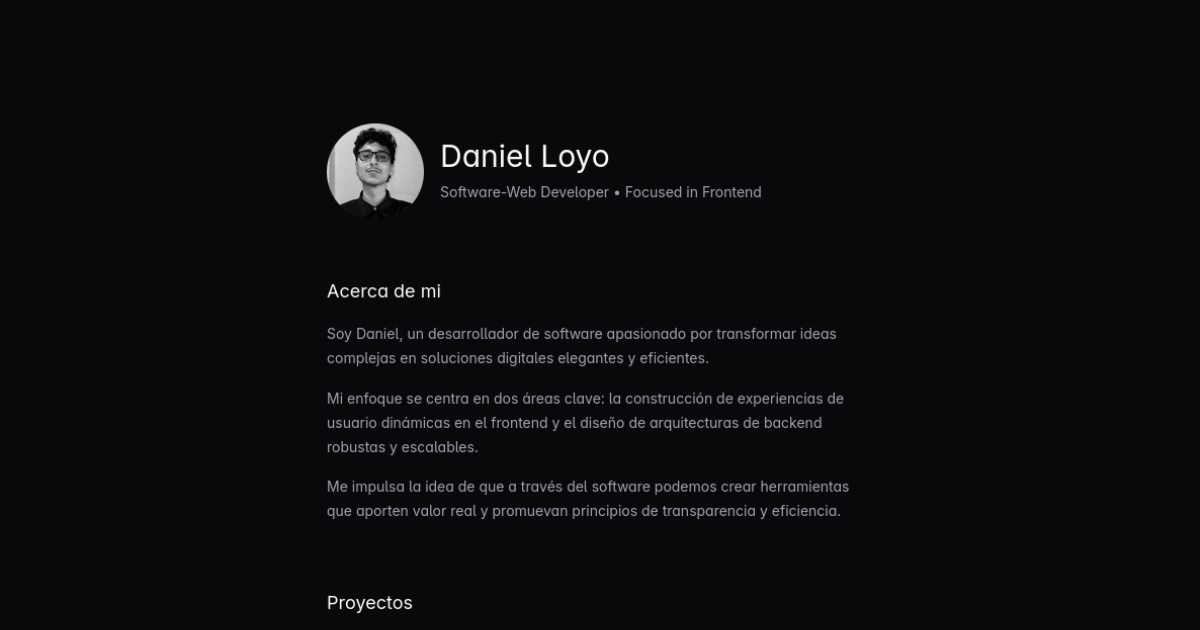 Daniel Loyo
Software-Web Developer • Focused in Frontend
Acerca de mi
Soy Daniel, un desarrollador de software apasionado por transformar ideas
complejas en soluciones digitales elegantes y eficientes.
Mi enfoque se centra en dos áreas clave: la construcción de experiencias de
usuario dinámicas en el frontend y el diseño de arquitecturas de backend
robustas y escalables.
Me impulsa la idea de que a través del software podemos crear herramientas
que aporten valor real y promuevan principios de transparencia y eficiencia.
Proyectos